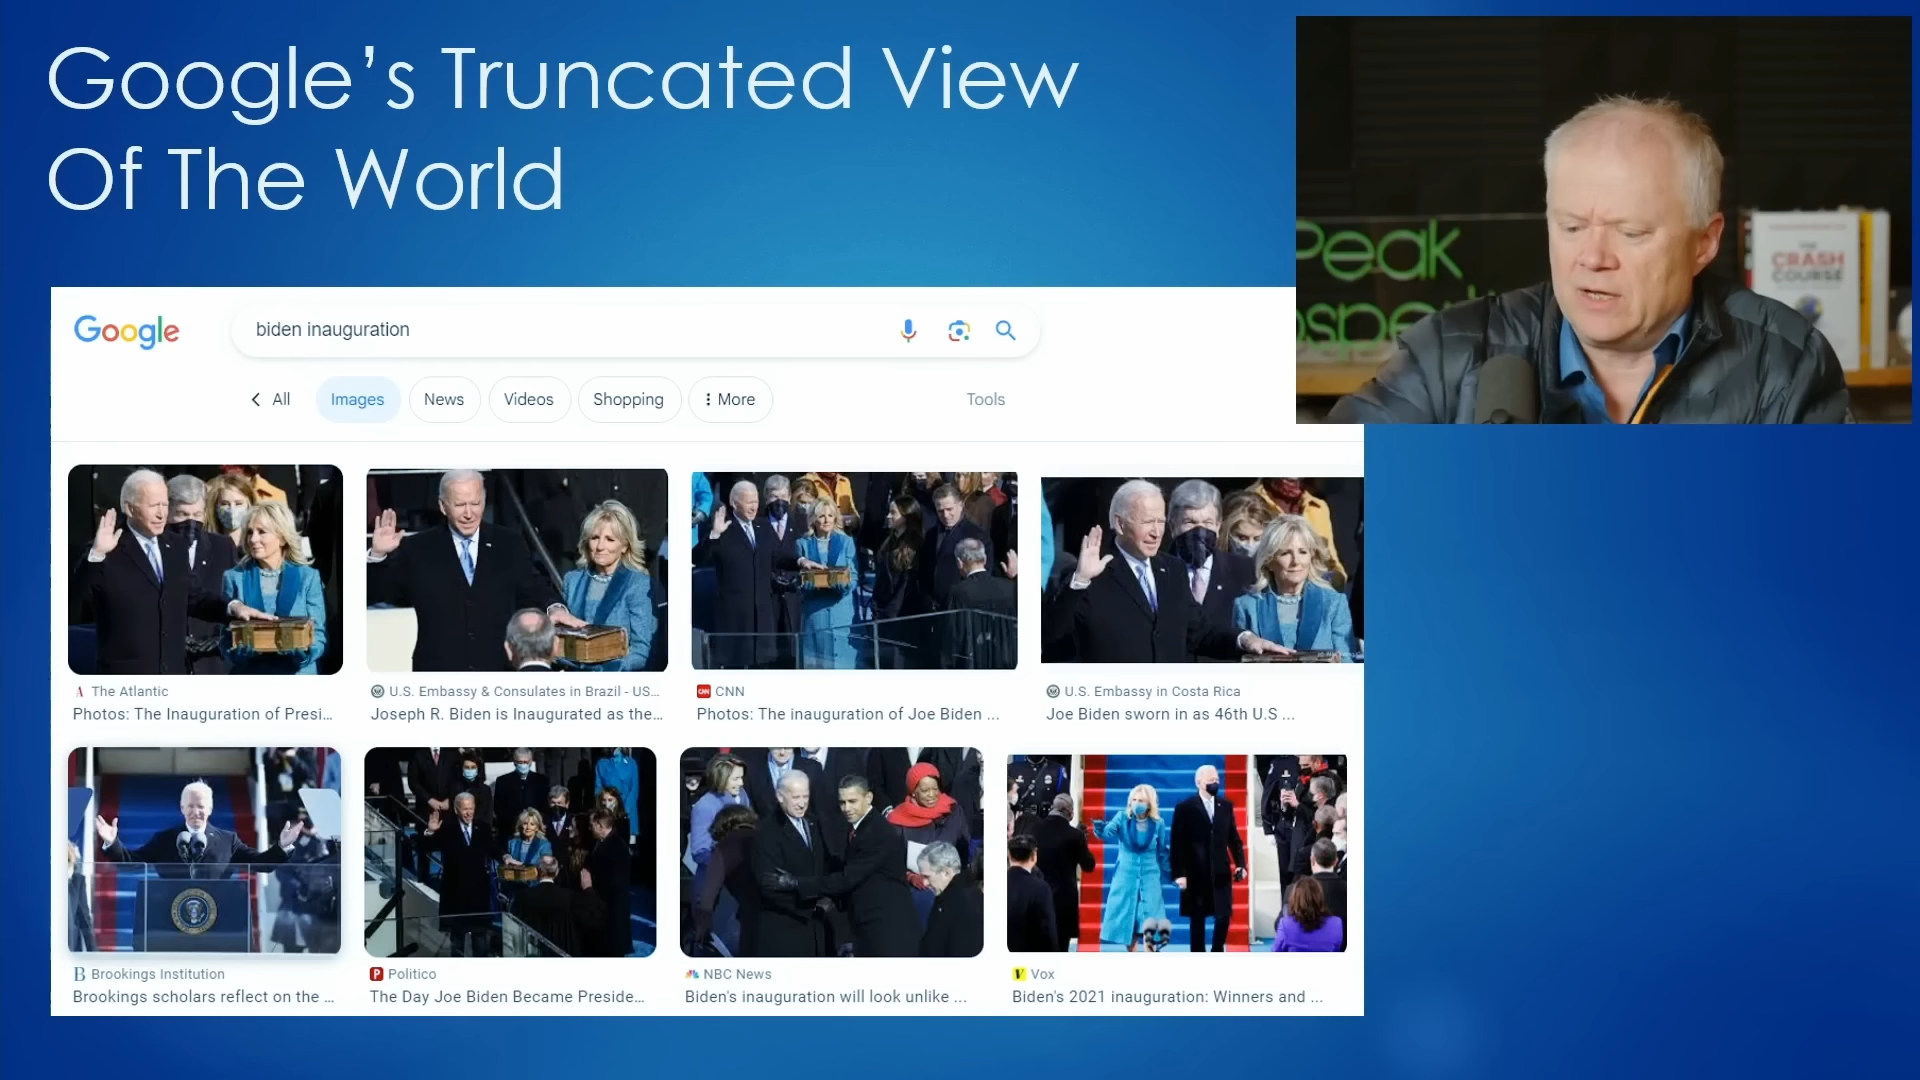 Google's Truncated View
Of The World
Peak
CRASH
COURSE
Google
biden inauguration
All
Images
News
Videos
Shopping
More
Tools
The Atlantic
Photos: The Inauguration of Presi...
U.S. Embassy & Consulates in Brazil - US...
Joseph R. Biden is Inaugurated as the...
CNN
Photos: The inauguration of Joe Biden ...
U.S. Embassy in Costa Rica
Joe Biden sworn in as 46th U.S ...
Brookings Institution
Brookings scholars reflect on the ...
Politico
The Day Joe Biden Became Preside...
NBC News
Biden's inauguration will look unlike ...
Vox
Biden's 2021 inauguration: Winners and ...